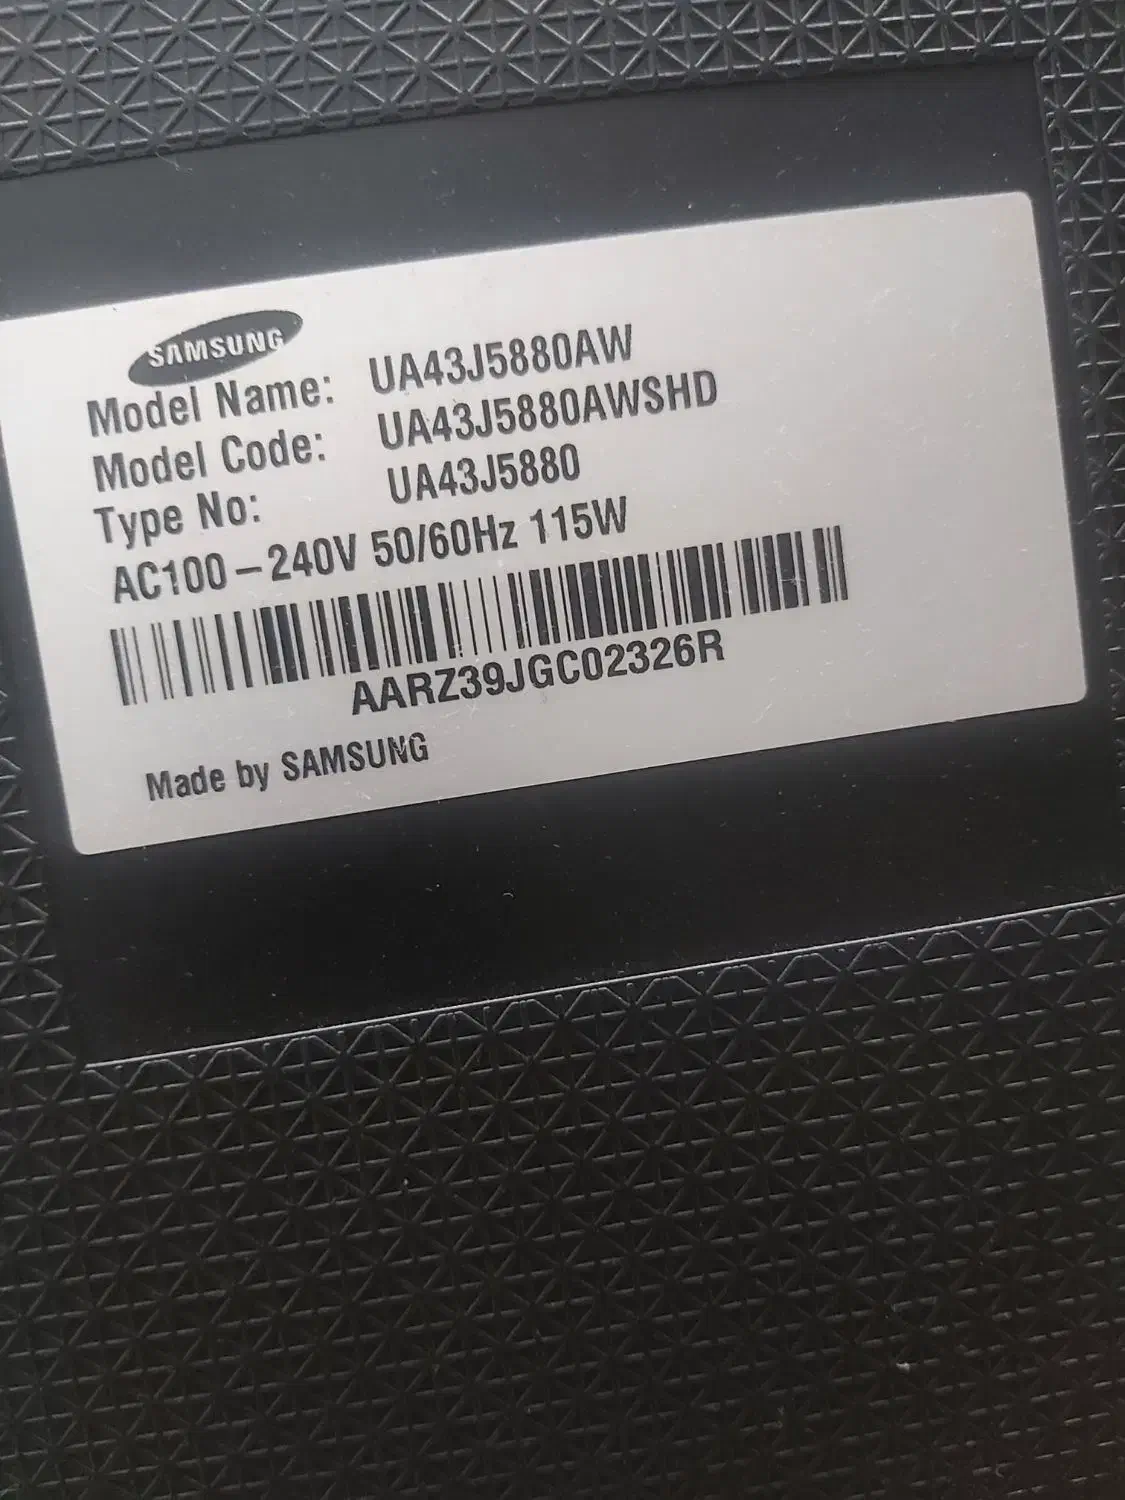 SAMSUNG
Model Name: UA43J5880AW
Model Code: UA43J5880AWSHD
Type No: UA43J5880
AC100-240V 50/60Hz 115W
AARZ39JGC02326R
Made by SAMSUNG